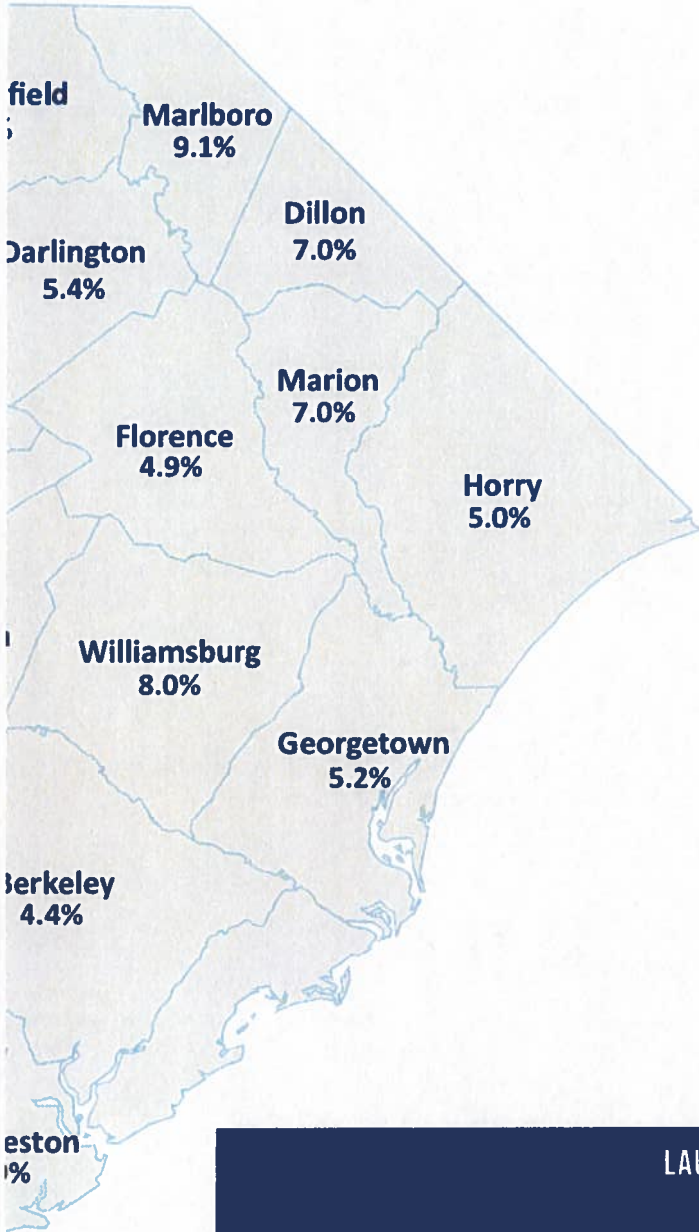 field
%
Marlboro
9.1%
Dillon
7.0%
Darlington
5.4%
Marion
7.0%
Florence
4.9%
Horry
5.0%
Williamsburg
8.0%
Georgetown
5.2%
Berkeley
4.4%
eston
%
LAU